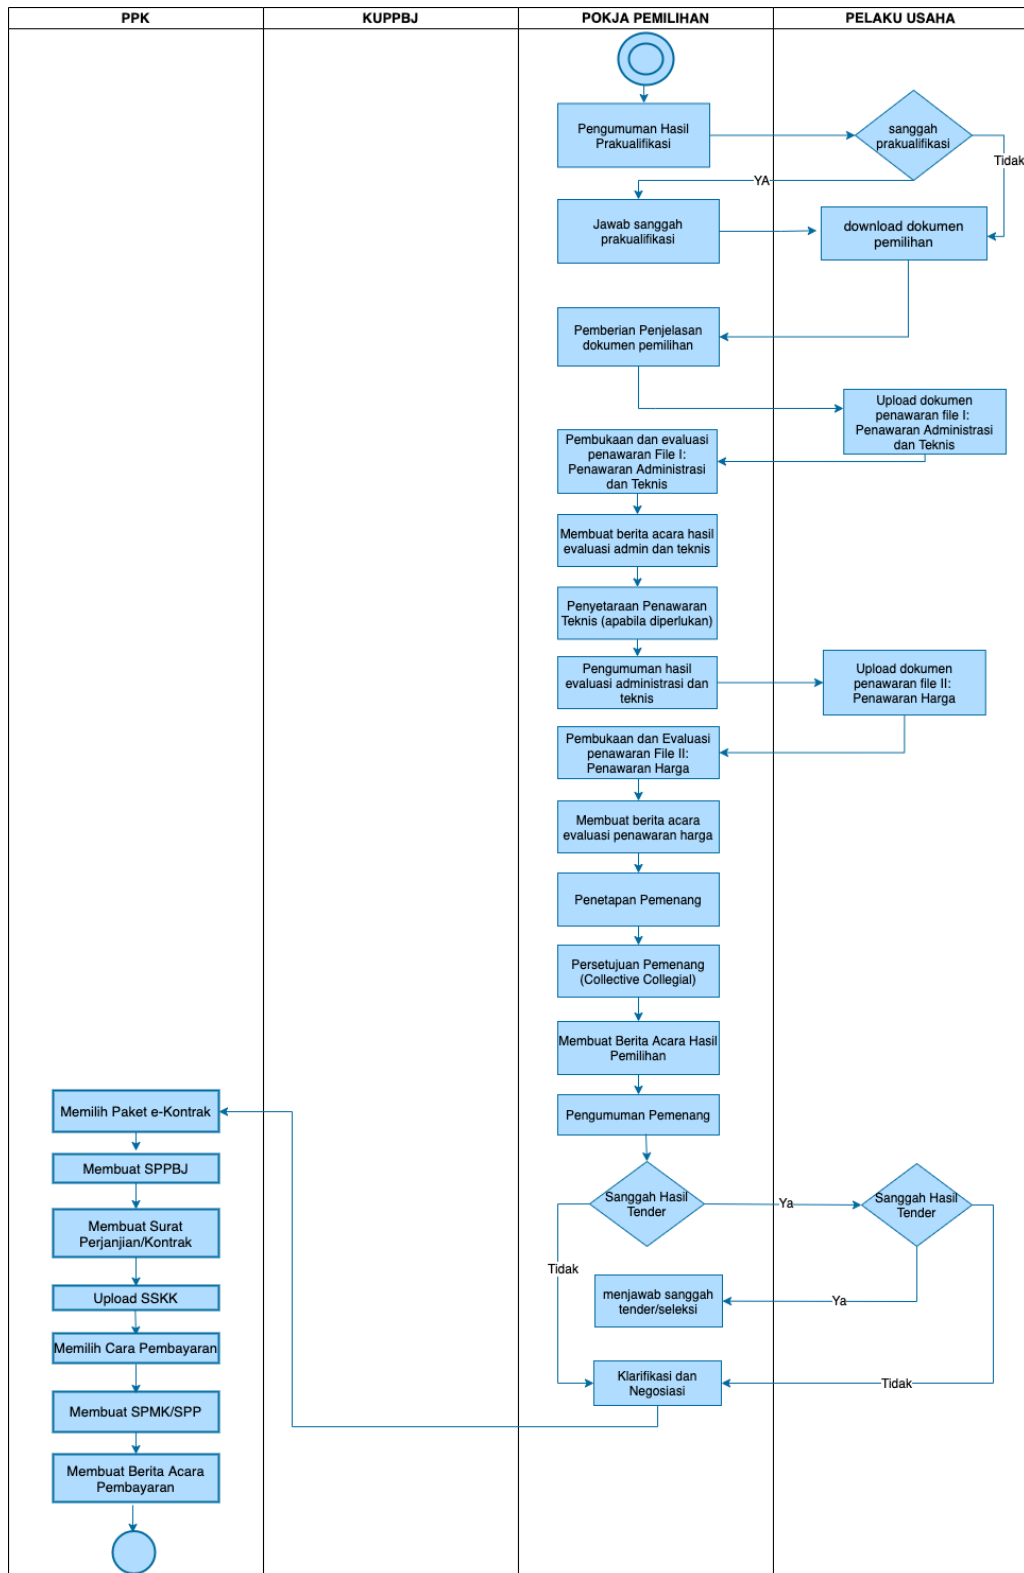 PPK
KUPPBJ
POKJA PEMILIHAN
PELAKU USAHA
Pengumuman Hasil
Prakualifikasi
sanggah
prakualifikasi
Tidak
YA
Jawab sanggah
prakualifikasi
download dokumen
pemilihan
Pemberian Penjelasan
dokumen pemilihan
Upload dokumen
penawaran file I:
Penawaran Administrasi
dan Teknis
Pembukaan dan evaluasi
penawaran File I:
Penawaran Administrasi
dan Teknis
Membuat berita acara hasil
evaluasi admin dan teknis
Penyetaraan Penawaran
Teknis (apabila diperlukan)
Pengumuman hasil
evaluasi administrasi dan
teknis
Upload dokumen
penawaran file II:
Penawaran Harga
Pembukaan dan Evaluasi
penawaran File II:
Penawaran Harga
Membuat berita acara
evaluasi penawaran harga
Penetapan Pemenang
Persetujuan Pemenang
(Collective Collegial)
Membuat Berita Acara Hasil
Pemilihan
Pengumuman Pemenang
Sanggah Hasil
Tender
Ya
Sanggah Hasil
Tender
Tidak
menjawab sanggah
tender/seleksi
Ya
Klarifikasi dan
Negosiasi
Tidak
Memilih Paket e-Kontrak
Membuat SPPBJ
Membuat Surat
Perjanjian/Kontrak
Upload SSKK
Memilih Cara Pembayaran
Membuat SPMK/SPP
Membuat Berita Acara
Pembayaran